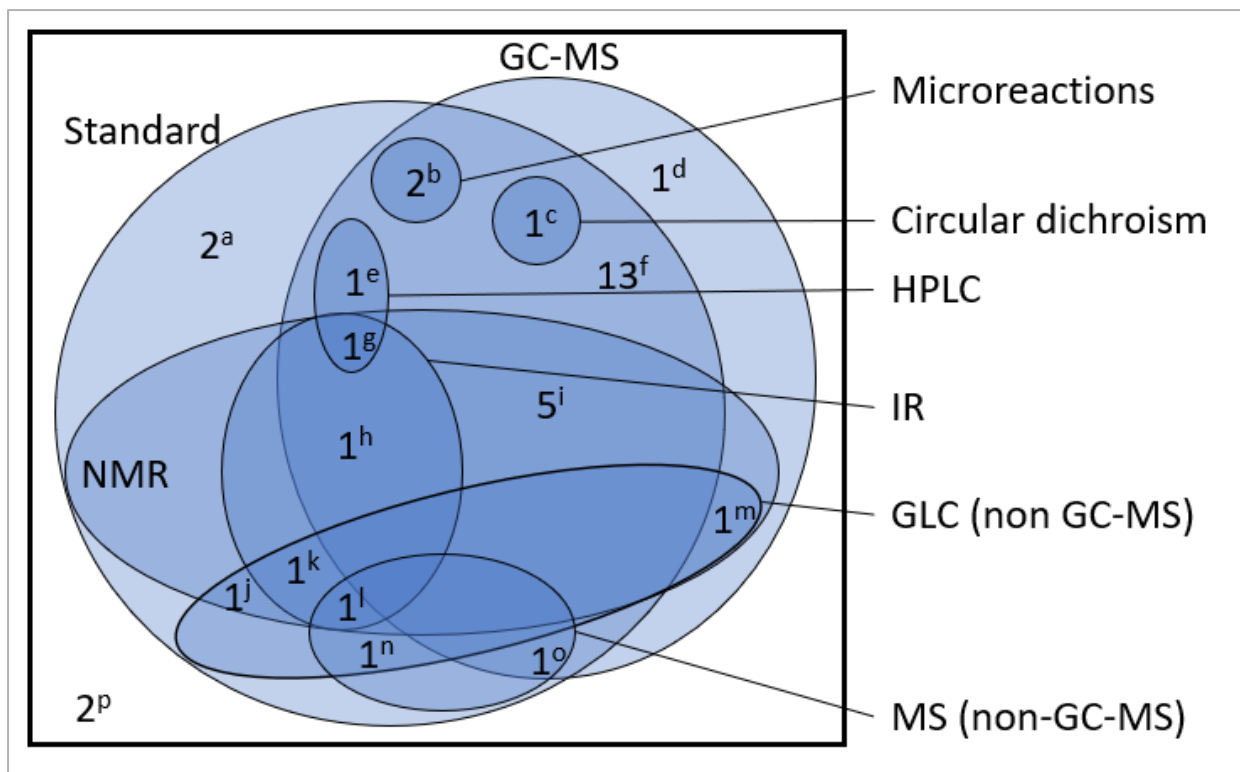 GC-MS
Microreactions
Standard
2ᵇ
1ᵈ
1ᶜ
Circular dichroism
2ᵃ
1ᵉ
13ᶠ
HPLC
1ᵍ
5ⁱ
IR
1ʰ
NMR
GLC (non GC-MS)
1ᵐ
1ᵏ
1ʲ
1ˡ
1ⁿ
1ᵒ
2ᵖ
MS (non-GC-MS)